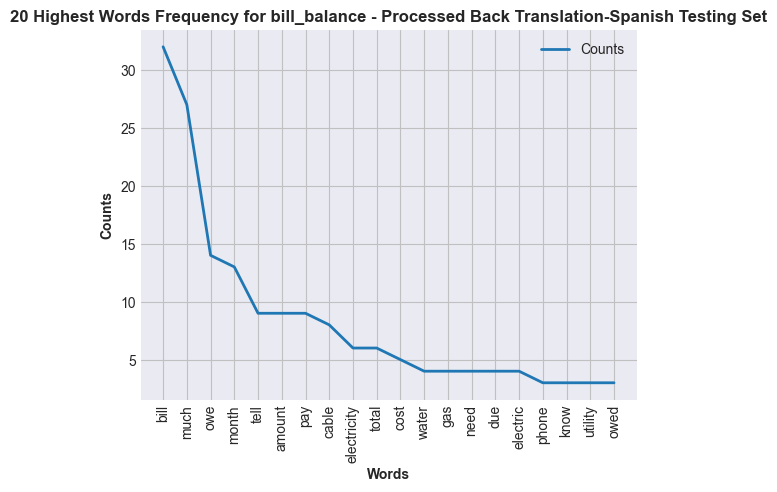 20 Highest Words Frequency for bill_balance - Processed Back Translation-Spanish Testing Set
Counts
30
25
20
15
10
5
Counts
bill
much
owe
month
tell
amount
pay
cable
electricity
total
cost
water
gas
need
due
electric
phone
know
utility
owed
Words